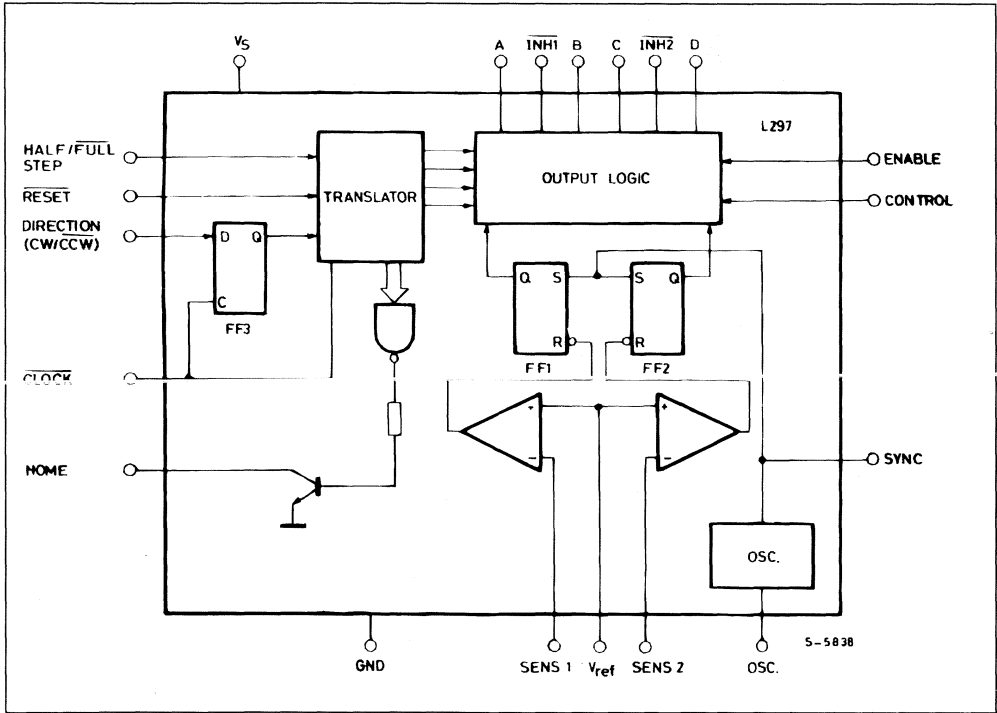 VS
A INH1 B C INH2 D
L297
HALF/FULL
STEP
RESET
DIRECTION
(CW/CCW)
CLOCK
HOME
TRANSLATOR
OUTPUT LOGIC
ENABLE
CONTROL
D Q
C
FF3
Q S
R
FF1
S Q
R
FF2
+
−
+
−
SYNC
OSC.
S-5838
GND
SENS 1
Vref
SENS 2
OSC.